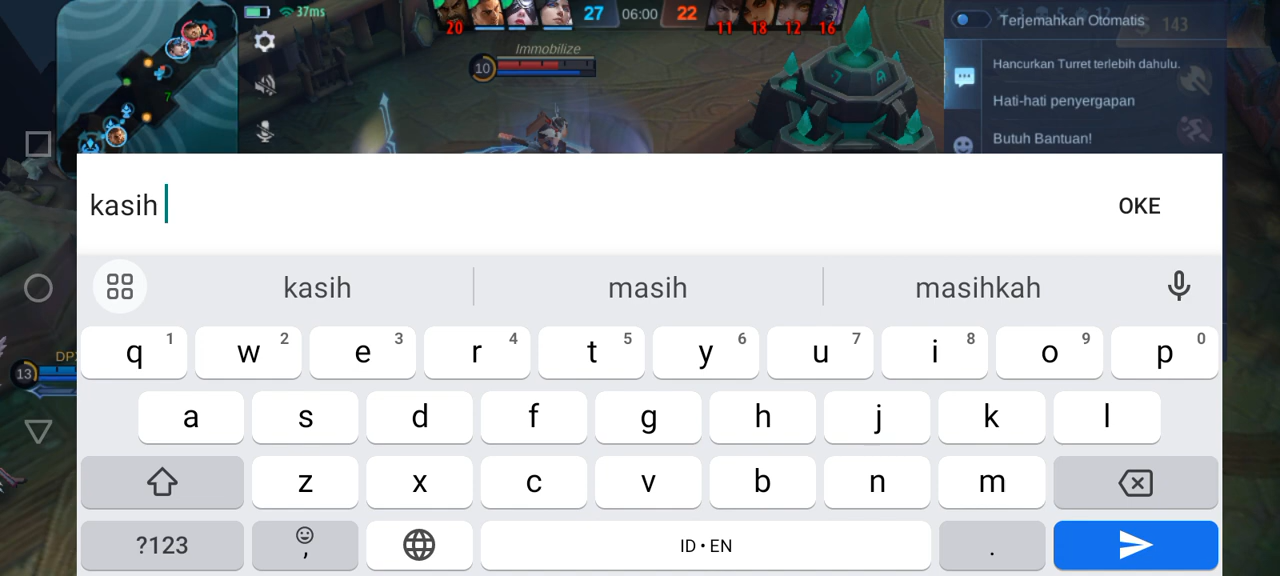 37ms
20
27 06:00 22
11 18 12 16
Terjemahkan Otomatis
143
Immobilize
10
Hancurkan Turret terlebih dahulu.
Hati-hati penyergapan
Butuh Bantuan!
7
kasih
OKE
kasih masih masihkah
q 1 w 2 e 3 r 4 t 5 y 6 u 7 i 8 o 9 p 0
13
a s d f g h j k l
z x c v b n m
?123 , ID • EN .